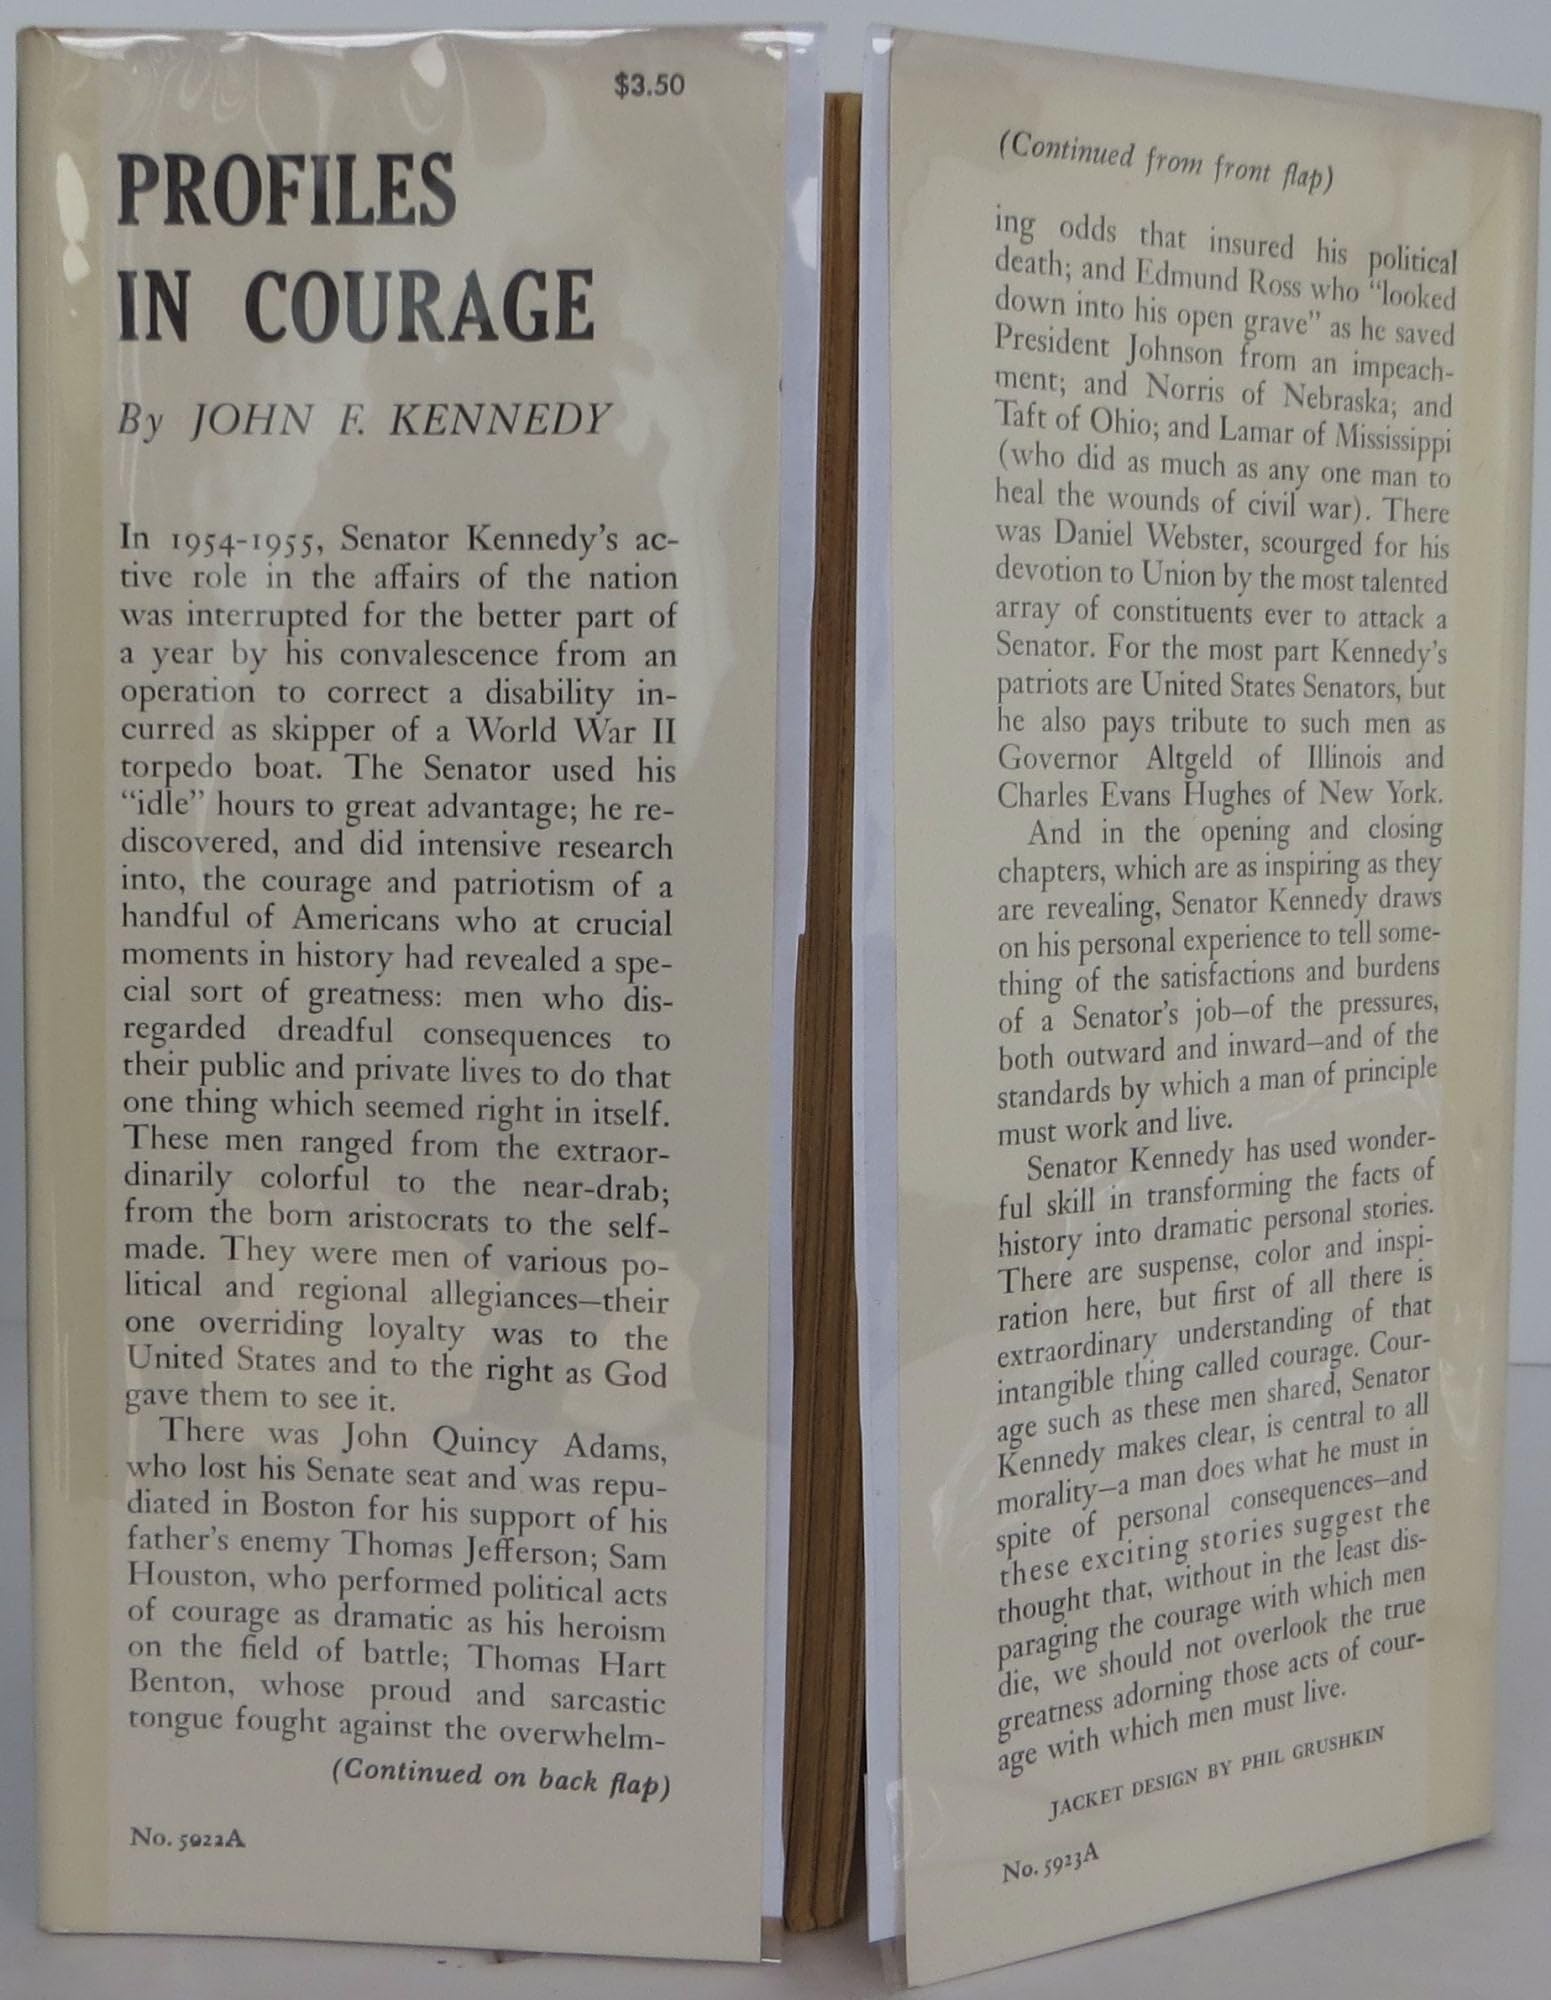 $3.50
PROFILES
IN COURAGE
By JOHN F. KENNEDY
In 1954-1955, Senator Kennedy's ac-
tive role in the affairs of the nation
was interrupted for the better part of
a year by his convalescence from an
operation to correct a disability in-
curred as skipper of a World War II
torpedo boat. The Senator used his
“idle” hours to great advantage; he re-
discovered, and did intensive research
into, the courage and patriotism of a
handful of Americans who at crucial
moments in history had revealed a spe-
cial sort of greatness: men who dis-
regarded dreadful consequences to
their public and private lives to do that
one thing which seemed right in itself.
These men ranged from the extraor-
dinarily colorful to the near-drab;
from the born aristocrats to the self-
made. They were men of various po-
litical and regional allegiances—their
one overriding loyalty was to the
United States and to the right as God
gave them to see it.
There was John Quincy Adams,
who lost his Senate seat and was repu-
diated in Boston for his support of his
father's enemy Thomas Jefferson; Sam
Houston, who performed political acts
of courage as dramatic as his heroism
on the field of battle; Thomas Hart
Benton, whose proud and sarcastic
tongue fought against the overwhelm-
(Continued on back flap)
No. 5922A
(Continued from front flap)
ing odds that insured his political
death; and Edmund Ross who “looked
down into his open grave” as he saved
President Johnson from an impeach-
ment; and Norris of Nebraska; and
Taft of Ohio; and Lamar of Mississippi
(who did as much as any one man to
heal the wounds of civil war). There
was Daniel Webster, scourged for his
devotion to Union by the most talented
array of constituents ever to attack a
Senator. For the most part Kennedy's
patriots are United States Senators, but
he also pays tribute to such men as
Governor Altgeld of Illinois and
Charles Evans Hughes of New York.
And in the opening and closing
chapters, which are as inspiring as they
are revealing, Senator Kennedy draws
on his personal experience to tell some-
thing of the satisfactions and burdens
of a Senator's job—of the pressures,
both outward and inward—and of the
standards by which a man of principle
must work and live.
Senator Kennedy has used wonder-
ful skill in transforming the facts of
history into dramatic personal stories.
There are suspense, color and inspi-
ration here, but first of all there is
extraordinary understanding of that
intangible thing called courage. Cour-
age such as these men shared, Senator
Kennedy makes clear, is central to all
morality—a man does what he must in
spite of personal consequences—and
these exciting stories suggest the
thought that, without in the least dis-
paraging the courage with which men
die, we should not overlook the true
greatness adorning those acts of cour-
age with which men must live.
JACKET DESIGN BY PHIL GRUSHKIN
No. 5923A